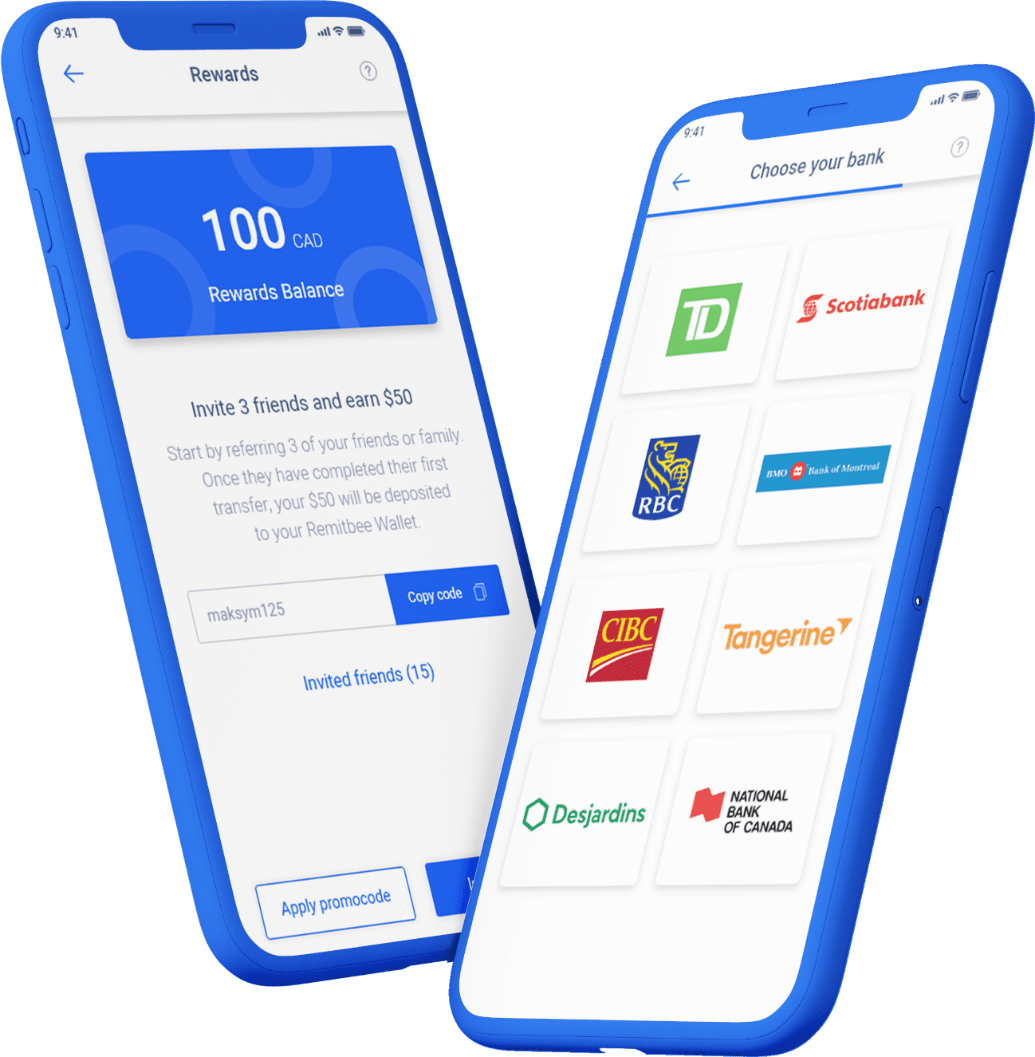 9:41
Rewards
?
100 CAD
Rewards Balance
Invite 3 friends and earn $50
Start by referring 3 of your friends or family.
Once they have completed their first
transfer, your $50 will be deposited
to your Remitbee Wallet.
maksym125
Copy code
Invited friends (15)
Apply promocode
9:41
Choose your bank
?
TD
Scotiabank
RBC
BMO Bank of Montreal
CIBC
Tangerine
Desjardins
NATIONAL
BANK
OF CANADA